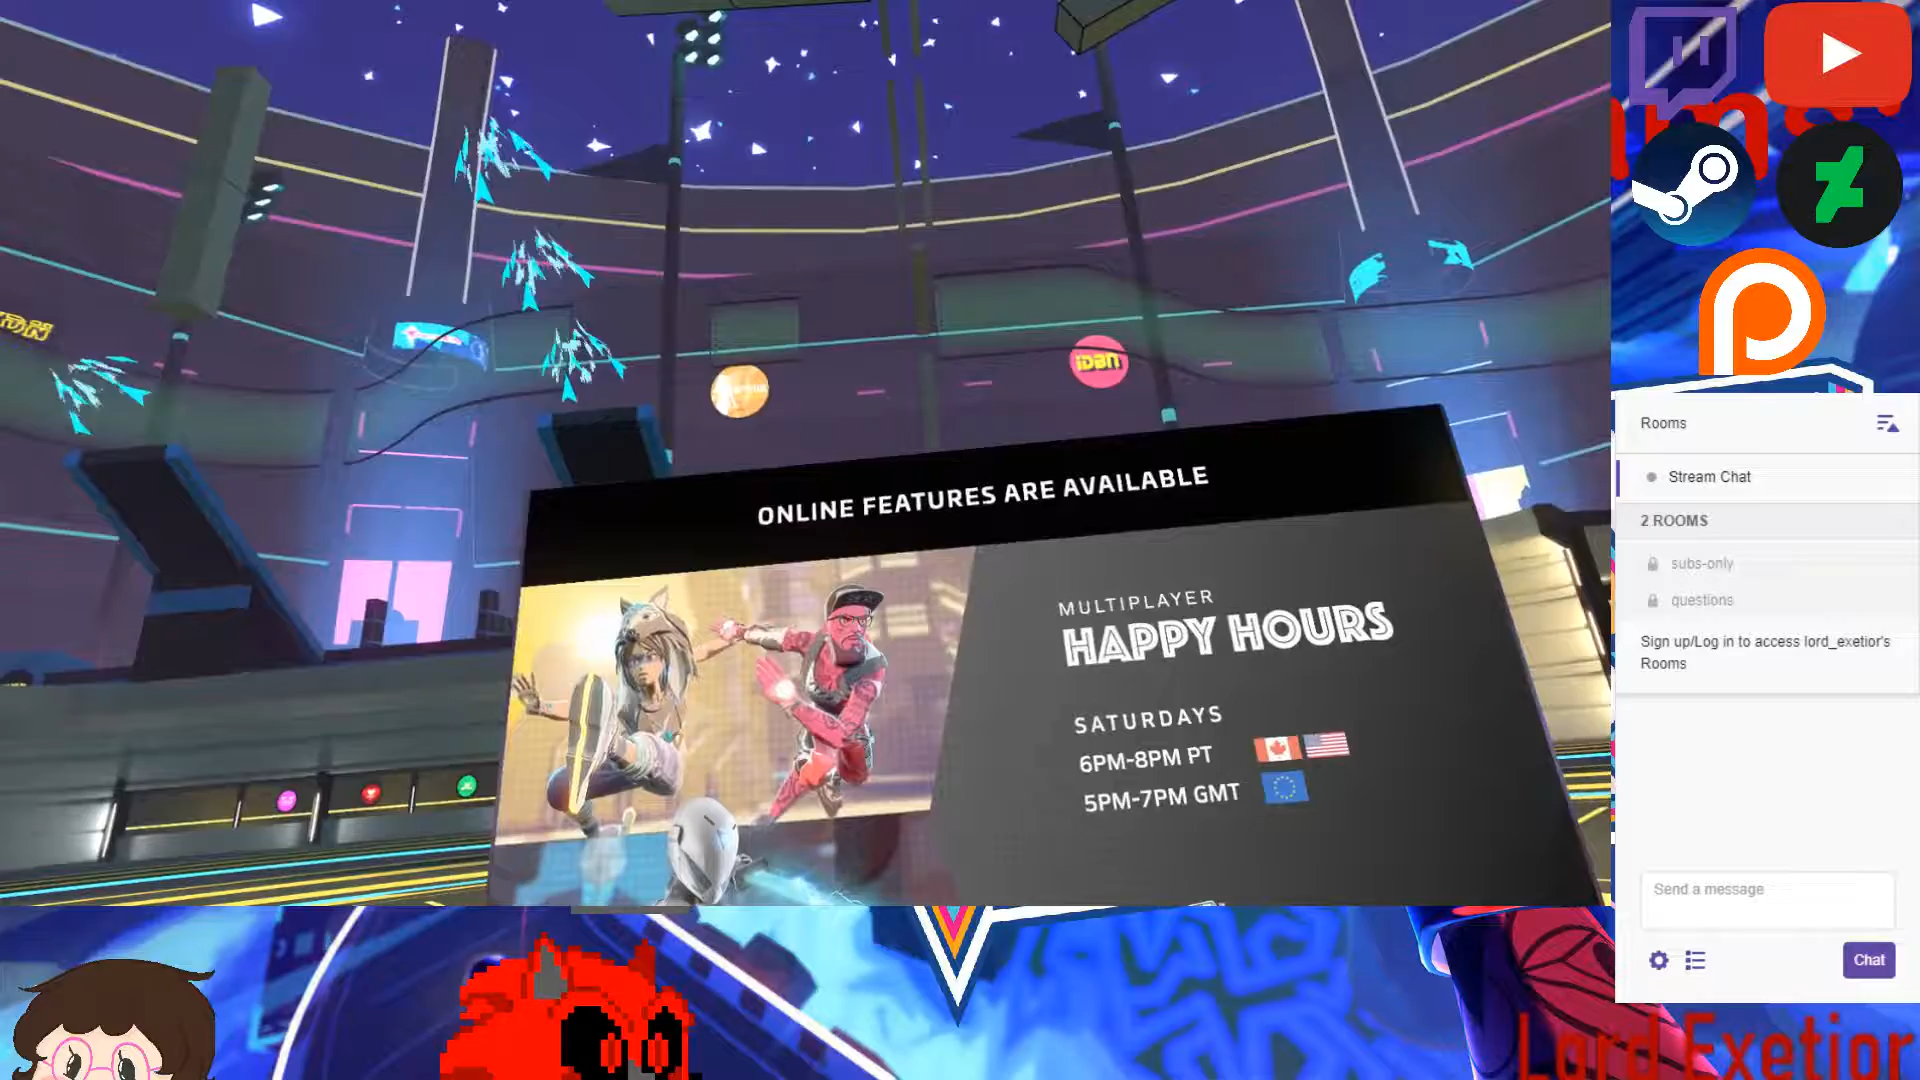 iDBN
ONLINE FEATURES ARE AVAILABLE
MULTIPLAYER
HAPPY HOURS
SATURDAYS
6PM-8PM PT
5PM-7PM GMT
Rooms
Stream Chat
2 ROOMS
subs-only
questions
Sign up/Log in to access lord_exetior's
Rooms
Send a message
Chat
Lord Exetior